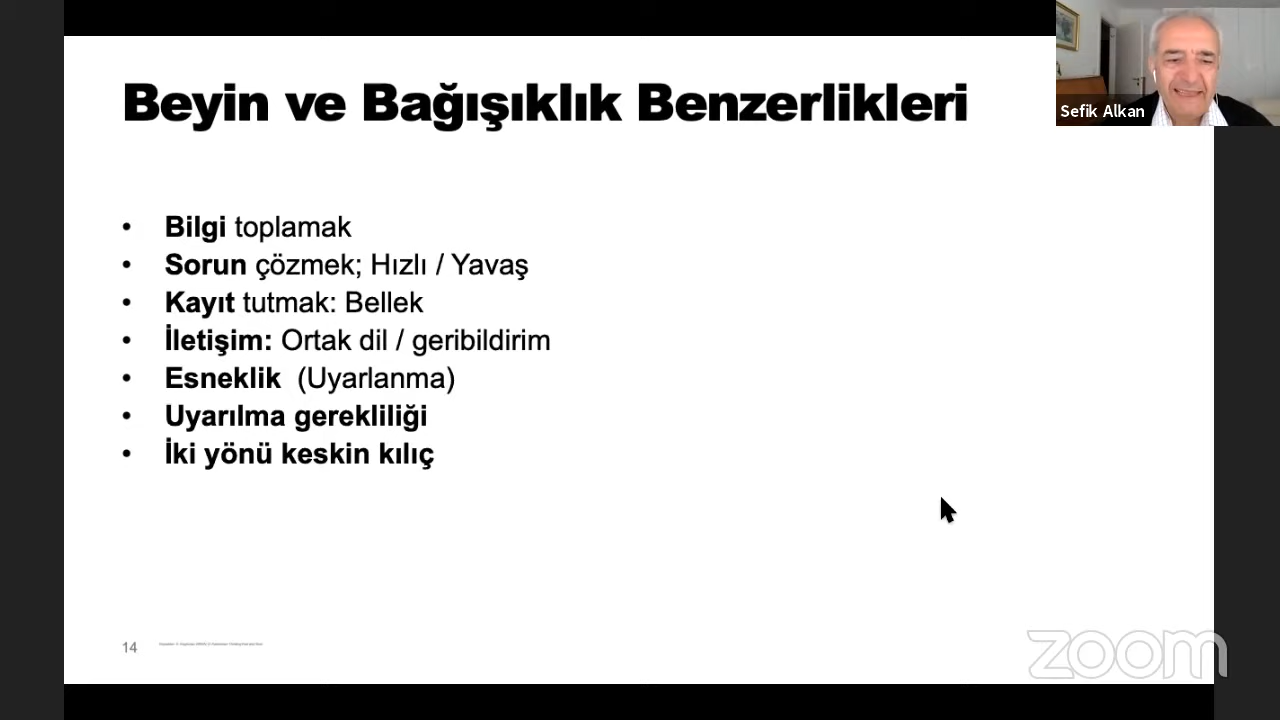 Beyin ve Bağışıklık Benzerlikleri
Sefik Alkan
• Bilgi toplamak
• Sorun çözmek; Hızlı / Yavaş
• Kayıt tutmak: Bellek
• İletişim: Ortak dil / geribildirim
• Esneklik (Uyarlanma)
• Uyarılma gerekliliği
• İki yönü keskin kılıç
14
zoom